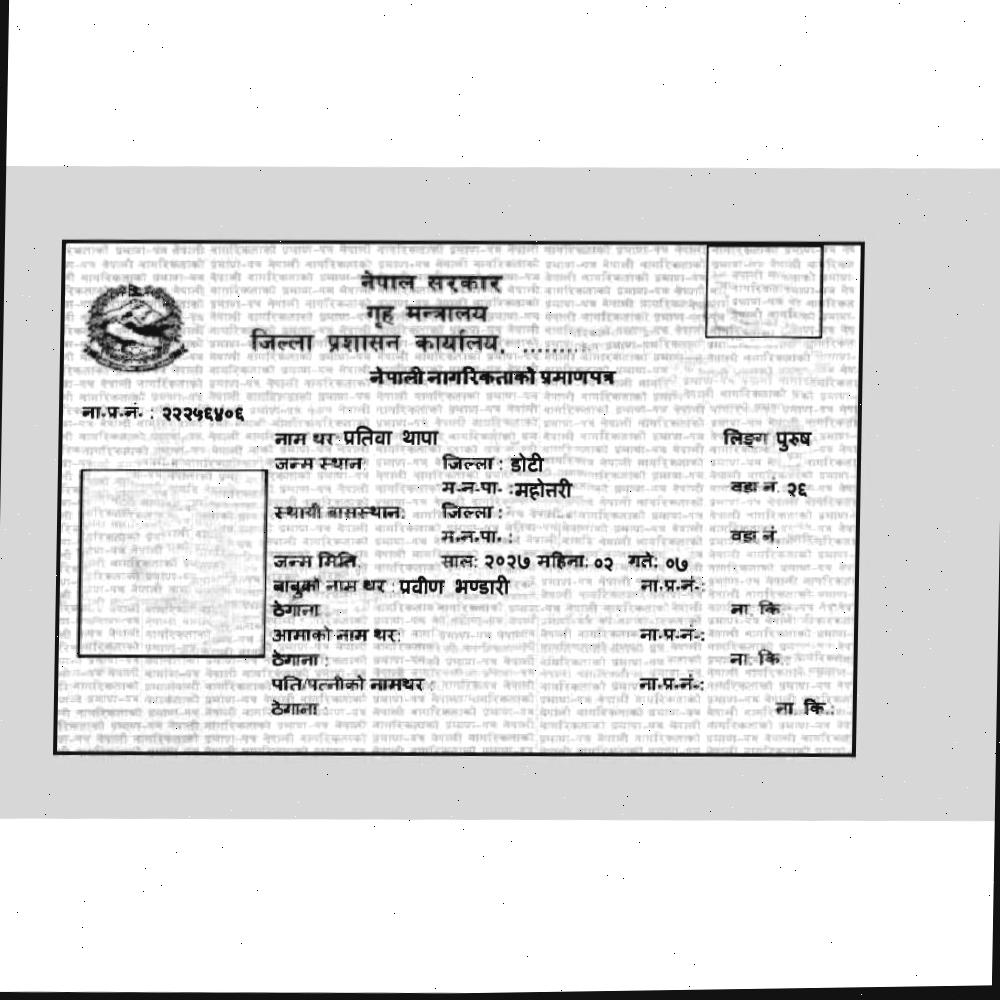 नेपाल सरकार
गृह मन्त्रालय
जिल्ला प्रशासन कार्यालय, .........
नेपाली नागरिकताको प्रमाणपत्र
ना.प्र.नं. : २२२५६४०६
नाम थर: प्रतिवा थापा लिङ्ग पुरुष
जन्म स्थान: जिल्ला : डोटी
म.न.पा. :महोत्तरी वडा नं. २६
स्थायी बासस्थान: जिल्ला :
म.न.पा. : वडा नं.
जन्म मिति: साल: २०२७ महिना: ०२ गते: ०७
बाबुको नाम थर : प्रवीण भण्डारी ना.प्र.नं.:
ठेगाना : ना. कि.:
आमाको नाम थर: ना.प्र.नं.:
ठेगाना : ना. कि.:
पति/पत्नीको नामथर : ना.प्र.नं.:
ठेगाना : ना. कि.: